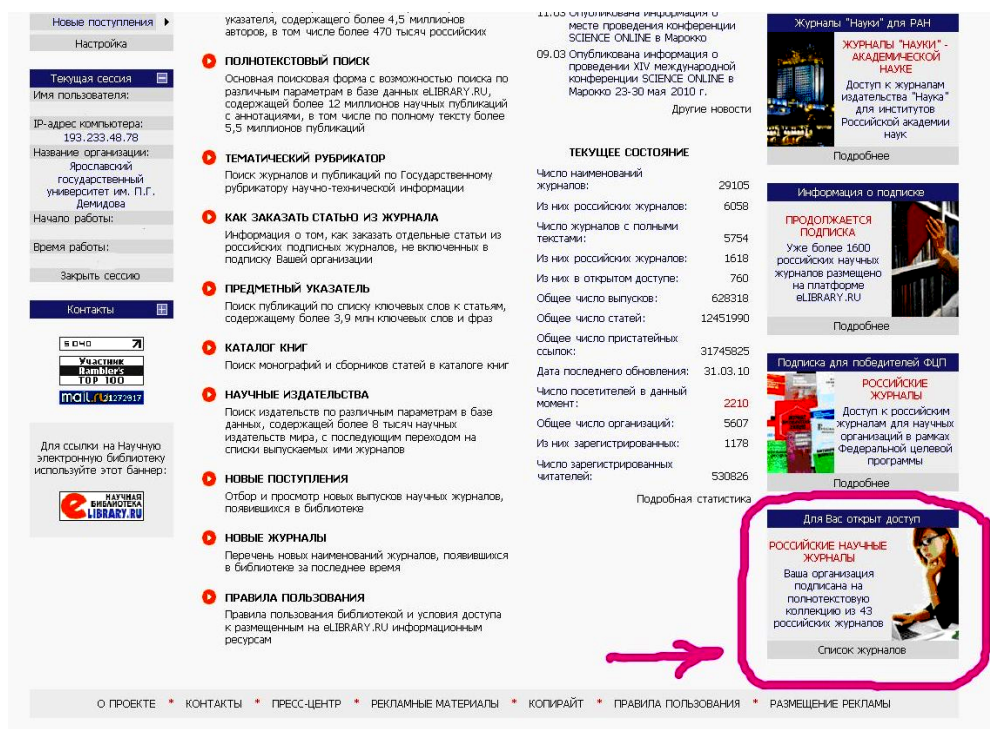 Новые поступления
Настройка
Текущая сессия
Имя пользователя:
IP-адрес компьютера:
193.233.48.78
Название организации:
Ярославский
государственный
университет им. П.Г.
Демидова
Начало работы:
Время работы:
Закрыть сессию
Контакты
Участник
Rambler's
TOP 100
mail.ru
Для ссылки на Научную
электронную библиотеку
используйте этот баннер:
НАУЧНАЯ
БИБЛИОТЕКА
LIBRARY.RU
указателя, содержащего более 4,5 миллионов
авторов, в том числе более 470 тысяч российских
ПОЛНОТЕКСТОВЫЙ ПОИСК
Основная поисковая форма с возможностью поиска по
различным параметрам в базе данных eLIBRARY.RU,
содержащей более 12 миллионов научных публикаций
с аннотациями, в том числе по полному тексту более
5,5 миллионов публикаций
ТЕМАТИЧЕСКИЙ РУБРИКАТОР
Поиск журналов и публикаций по Государственному
рубрикатору научно-технической информации
КАК ЗАКАЗАТЬ СТАТЬЮ ИЗ ЖУРНАЛА
Информация о том, как заказать отдельные статьи из
российских подписных журналов, не включенных в
подписку Вашей организации
ПРЕДМЕТНЫЙ УКАЗАТЕЛЬ
Поиск публикаций по списку ключевых слов к статьям,
содержащему более 3,9 млн ключевых слов и фраз
КАТАЛОГ КНИГ
Поиск монографий и сборников статей в каталоге книг
НАУЧНЫЕ ИЗДАТЕЛЬСТВА
Поиск издательств по различным параметрам в базе
данных, содержащей более 8 тысяч научных
издательств мира, с последующим переходом на
списки выпускаемых ими журналов
НОВЫЕ ПОСТУПЛЕНИЯ
Отбор и просмотр новых выпусков научных журналов,
появившихся в библиотеке
НОВЫЕ ЖУРНАЛЫ
Перечень новых наименований журналов, появившихся
в библиотеке за последнее время
ПРАВИЛА ПОЛЬЗОВАНИЯ
Правила пользования библиотекой и условия доступа
к размещенным на eLIBRARY.RU информационным
ресурсам
11.03 Опубликована информация о
месте проведения конференции
SCIENCE ONLINE в Марокко
09.03 Опубликована информация о
проведении XIV международной
конференции SCIENCE ONLINE в
Марокко 23-30 мая 2010 г.
Другие новости
ТЕКУЩЕЕ СОСТОЯНИЕ
Число наименований
журналов: 29105
Из них российских журналов: 6058
Число журналов с полными
текстами: 5754
Из них российских журналов: 1618
Из них в открытом доступе: 760
Общее число выпусков: 628318
Общее число статей: 12451990
Общее число пристатейных
ссылок: 31745825
Дата последнего обновления: 31.03.10
Число посетителей в данный
момент: 2210
Общее число организаций: 5607
Из них зарегистрированных: 1178
Число зарегистрированных
читателей: 530826
Подробная статистика
Журналы "Науки" для РАН
ЖУРНАЛЫ "НАУКИ" -
АКАДЕМИЧЕСКОЙ
НАУКЕ
Доступ к журналам
издательства "Наука"
для институтов
Российской академии
наук
Подробнее
Информация о подписке
ПРОДОЛЖАЕТСЯ
ПОДПИСКА
Уже более 1600
российских научных
журналов размещено
на платформе
eLIBRARY.RU
Подробнее
Подписка для победителей ФЦП
РОССИЙСКИЕ
ЖУРНАЛЫ
Доступ к российским
журналам для научных
организаций в рамках
Федеральной целевой
программы
Подробнее
Для Вас открыт доступ
РОССИЙСКИЕ НАУЧНЫЕ
ЖУРНАЛЫ
Ваша организация
подписана на
полнотекстовую
коллекцию из 43
российских журналов
Список журналов
О ПРОЕКТЕ * КОНТАКТЫ * ПРЕСС-ЦЕНТР * РЕКЛАМНЫЕ МАТЕРИАЛЫ * КОПИРАЙТ * ПРАВИЛА ПОЛЬЗОВАНИЯ * РАЗМЕЩЕНИЕ РЕКЛАМЫ